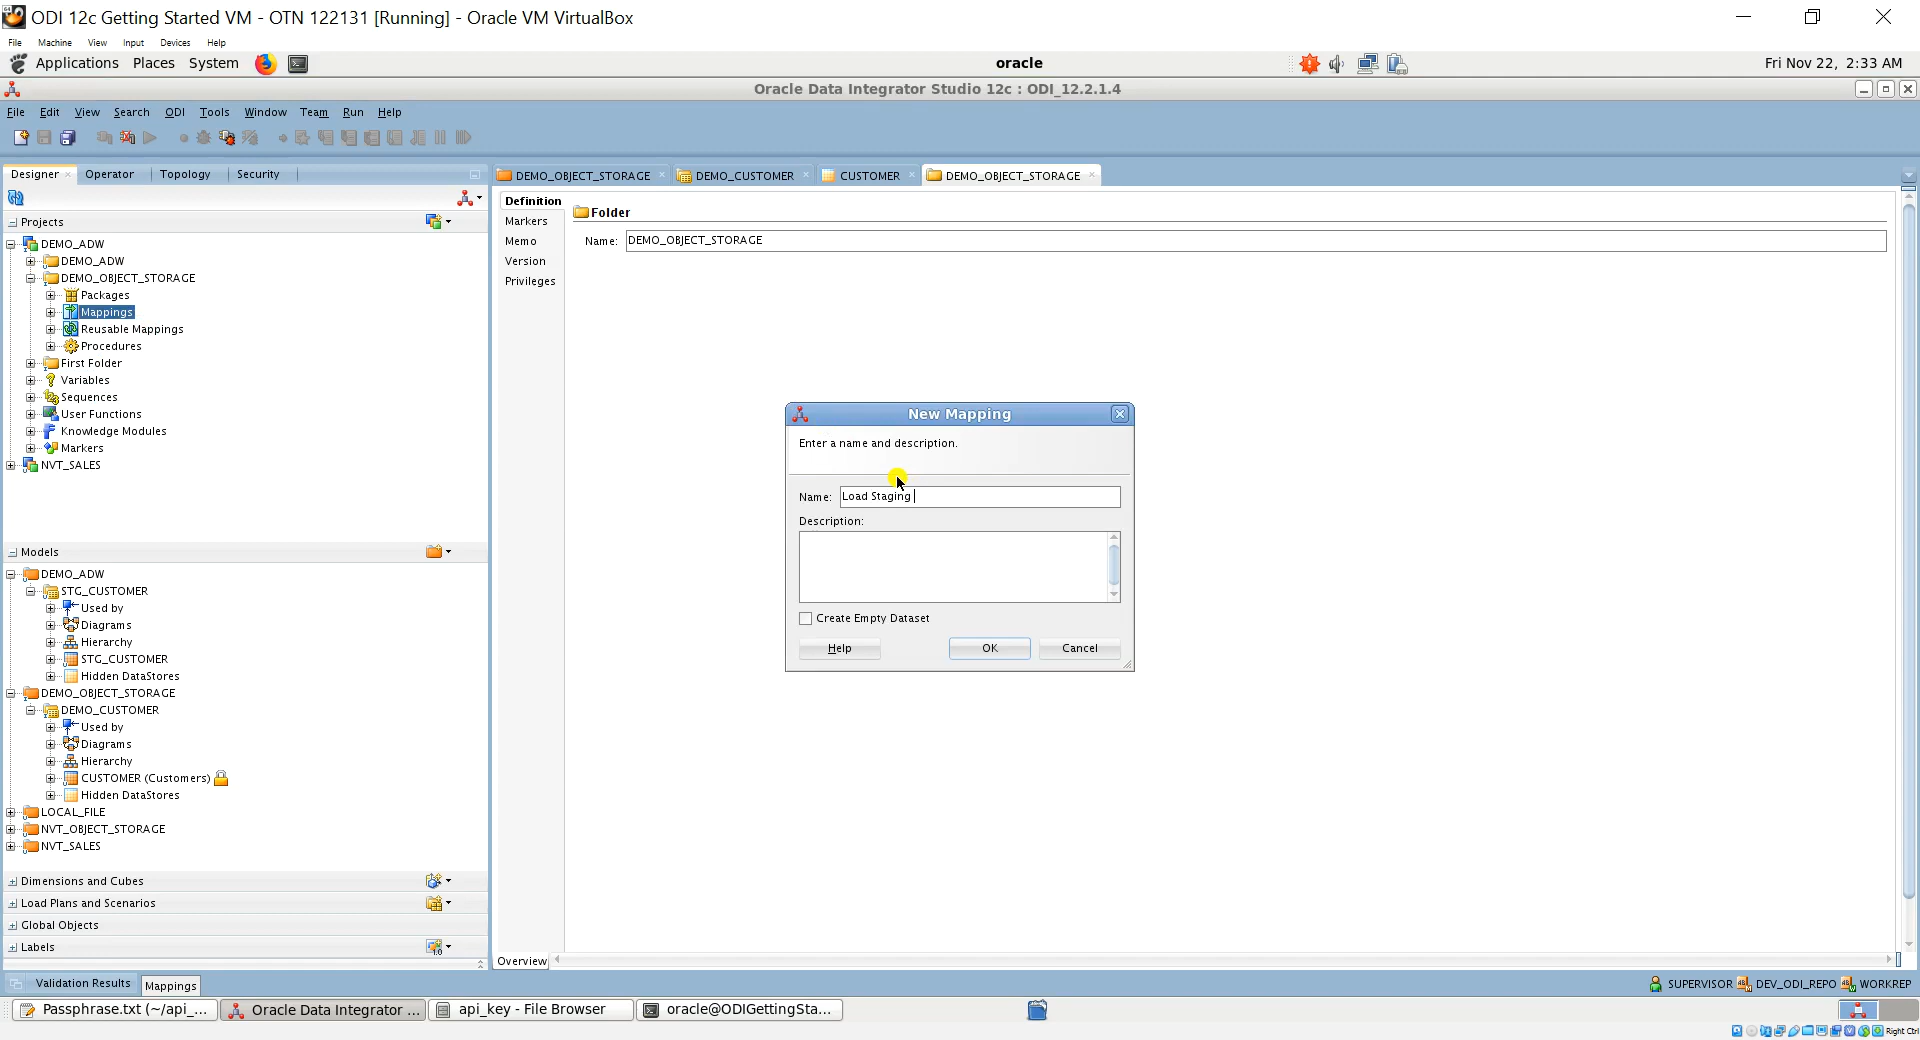 ODI 12c Getting Started VM - OTN 122131 [Running] - Oracle VM VirtualBox
File Machine View Input Devices Help
Applications Places System oracle Fri Nov 22, 2:33 AM
Oracle Data Integrator Studio 12c : ODI_12.2.1.4
File Edit View Search ODI Tools Window Team Run Help
Designer Operator Topology Security
DEMO_OBJECT_STORAGE DEMO_CUSTOMER CUSTOMER DEMO_OBJECT_STORAGE
Projects
DEMO_ADW
DEMO_ADW
DEMO_OBJECT_STORAGE
Packages
Mappings
Reusable Mappings
Procedures
First Folder
Variables
Sequences
User Functions
Knowledge Modules
Markers
NVT_SALES
Models
DEMO_ADW
STG_CUSTOMER
Used by
Diagrams
Hierarchy
STG_CUSTOMER
Hidden DataStores
DEMO_OBJECT_STORAGE
DEMO_CUSTOMER
Used by
Diagrams
Hierarchy
CUSTOMER (Customers)
Hidden DataStores
LOCAL_FILE
NVT_OBJECT_STORAGE
NVT_SALES
Dimensions and Cubes
Load Plans and Scenarios
Global Objects
Labels
Definition
Markers
Memo
Version
Privileges
Folder
Name: DEMO_OBJECT_STORAGE
New Mapping
Enter a name and description.
Name: Load Staging
Description:
Create Empty Dataset
Help OK Cancel
Overview
Validation Results Mappings
SUPERVISOR DEV_ODI_REPO WORKREP
Passphrase.txt (~/api_... Oracle Data Integrator ... api_key - File Browser oracle@ODIGettingSta...
Right Ctrl